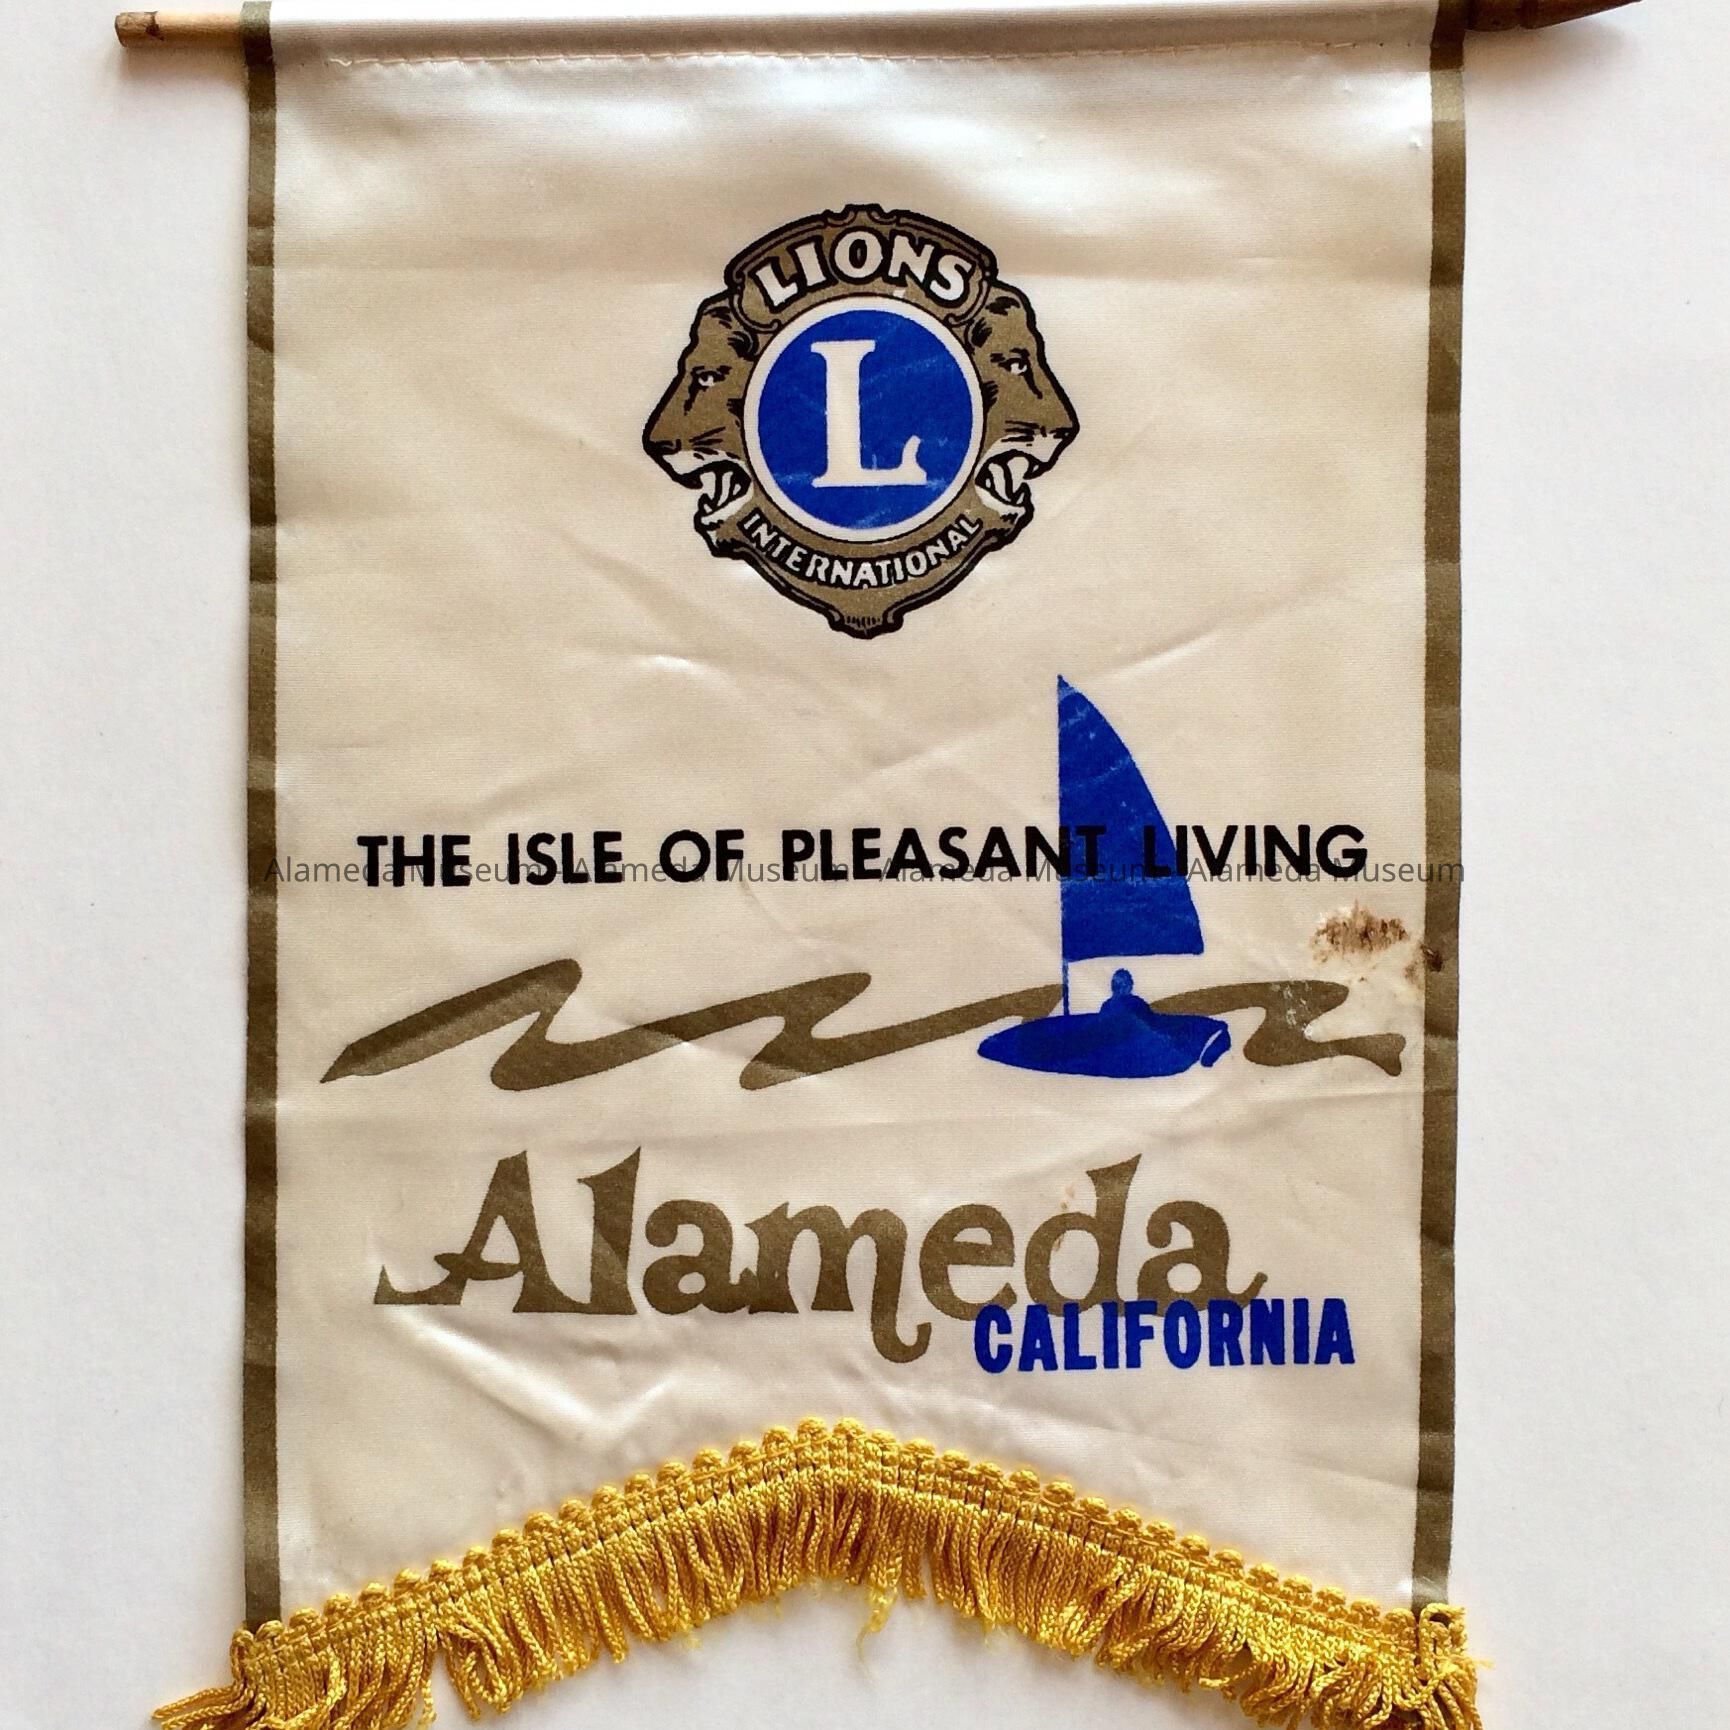 LIONS
L
INTERNATIONAL
THE ISLE OF PLEASANT LIVING
Alameda Museum - Alameda Museum - Alameda Museum - Alameda Museum
Alameda
CALIFORNIA